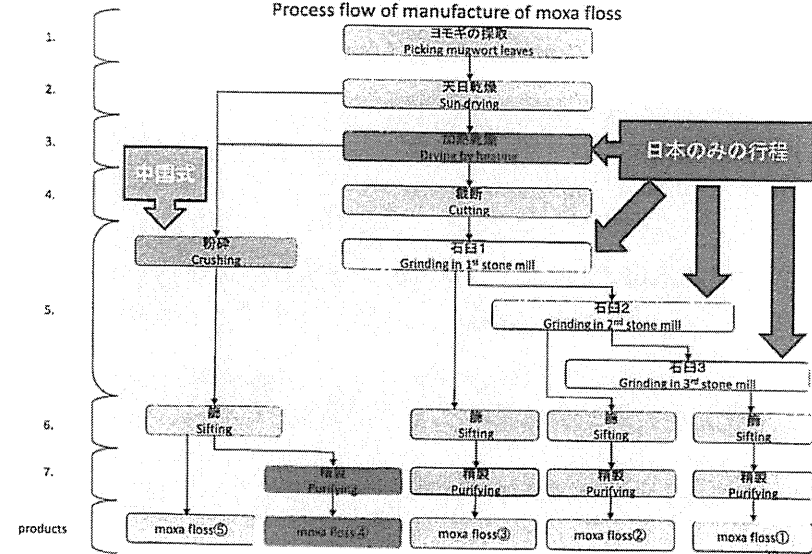 Process flow of manufacture of moxa floss
1.
ヨモギの採取
Picking mugwort leaves
2.
天日乾燥
Sun-drying
3.
加熱乾燥
Drying by heating
日本のみの行程
中国式
4.
裁断
Cutting
粉砕
Crushing
石臼1
Grinding in 1st stone mill
5.
石臼2
Grinding in 2nd stone mill
石臼3
Grinding in 3rd stone mill
6.
篩
Sifting
篩
Sifting
篩
Sifting
篩
Sifting
7.
精製
Purifying
精製
Purifying
精製
Purifying
精製
Purifying
products
moxa floss⑤
moxa floss④
moxa floss③
moxa floss②
moxa floss①